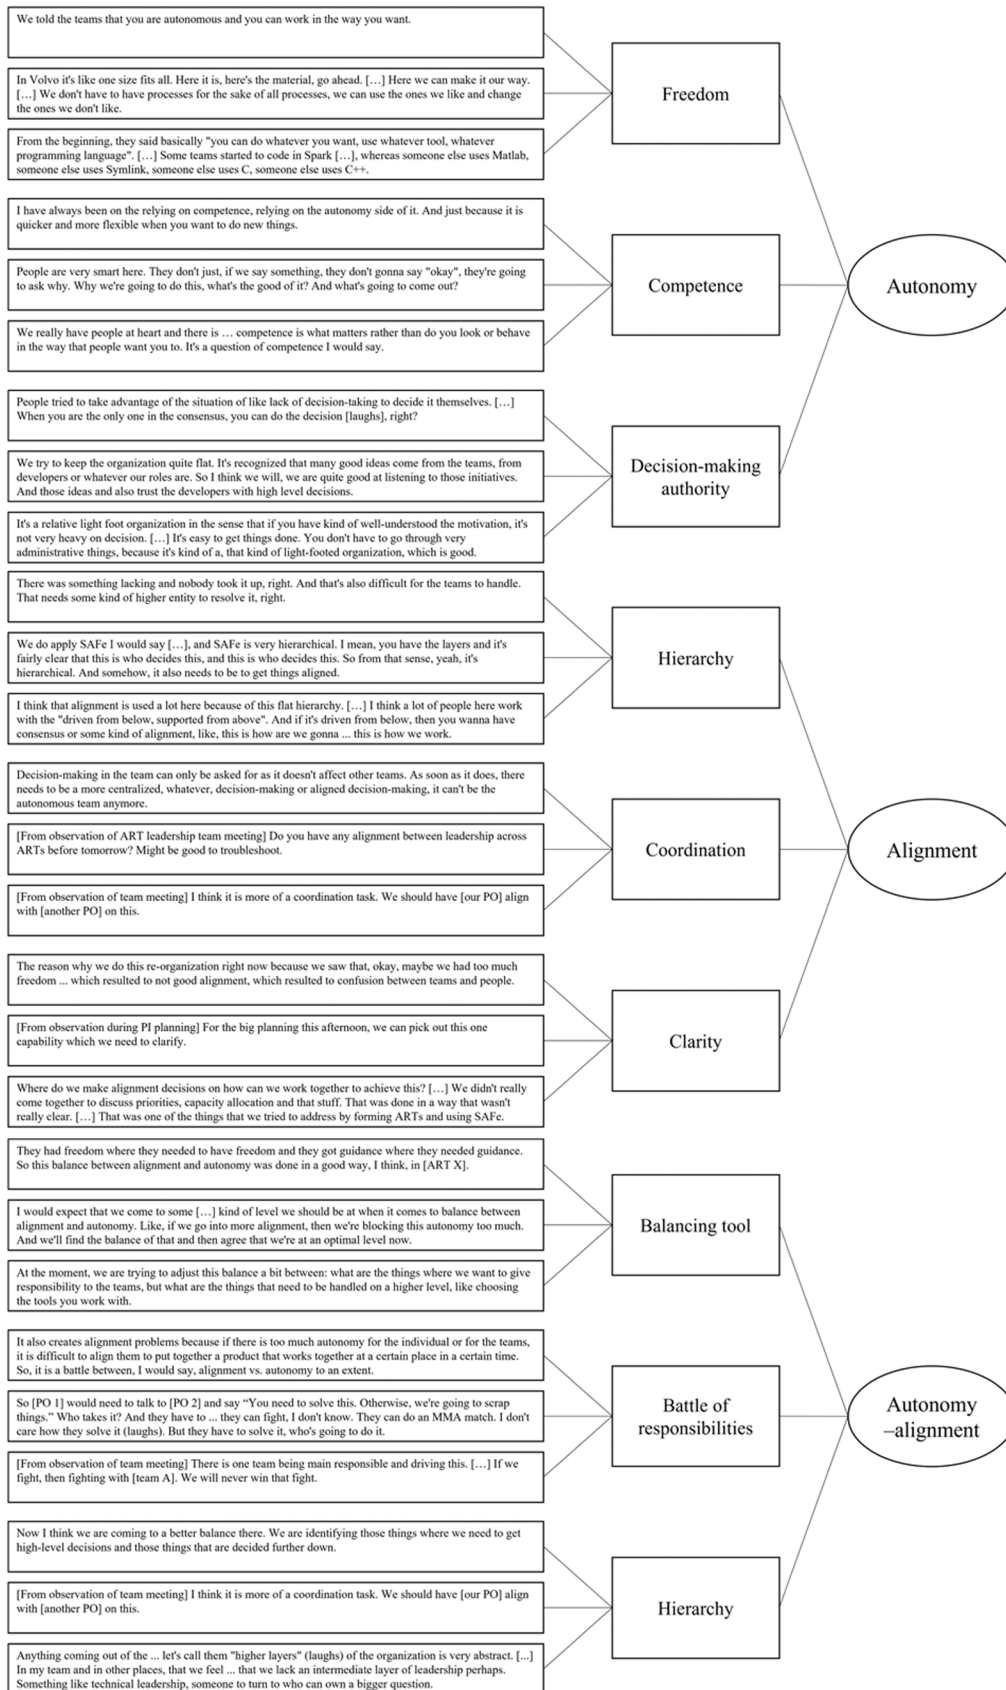 We told the teams that you are autonomous and you can work in the way you want.
In Volvo it's like one size fits all. Here it is, here's the material, go ahead. […] Here we can make it our way.
[…] We don't have to have processes for the sake of all processes, we can use the ones we like and change
the ones we don't like.
From the beginning, they said basically "you can do whatever you want, use whatever tool, whatever
programming language". […] Some teams started to code in Spark […], whereas someone else uses Matlab,
someone else uses Symlink, someone else uses C, someone else uses C++.
Freedom
I have always been on the relying on competence, relying on the autonomy side of it. And just because it is
quicker and more flexible when you want to do new things.
People are very smart here. They don't just, if we say something, they don't gonna say "okay", they're going
to ask why. Why we're going to do this, what's the good of it? And what's going to come out?
We really have people at heart and there is … competence is what matters rather than do you look or behave
in the way that people want you to. It's a question of competence I would say.
Competence
People tried to take advantage of the situation of like lack of decision-taking to decide it themselves. […]
When you are the only one in the consensus, you can do the decision [laughs], right?
We try to keep the organization quite flat. It's recognized that many good ideas come from the teams, from
developers or whatever our roles are. So I think we will, we are quite good at listening to those initiatives.
And those ideas and also trust the developers with high level decisions.
It's a relative light foot organization in the sense that if you have kind of well-understood the motivation, it's
not very heavy on decision. […] It's easy to get things done. You don't have to go through very
administrative things, because it's kind of a, that kind of light-footed organization, which is good.
Decision-making
authority
Autonomy
There was something lacking and nobody took it up, right. And that's also difficult for the teams to handle.
That needs some kind of higher entity to resolve it, right.
We do apply SAFe I would say […], and SAFe is very hierarchical. I mean, you have the layers and it's
fairly clear that this is who decides this, and this is who decides this. So from that sense, yeah, it's
hierarchical. And somehow, it also needs to be to get things aligned.
I think that alignment is used a lot here because of this flat hierarchy. […] I think a lot of people here work
with the "driven from below, supported from above". And if it's driven from below, then you wanna have
consensus or some kind of alignment, like, this is how are we gonna ... this is how we work.
Hierarchy
Decision-making in the team can only be asked for as it doesn't affect other teams. As soon as it does, there
needs to be a more centralized, whatever, decision-making or aligned decision-making, it can't be the
autonomous team anymore.
[From observation of ART leadership team meeting] Do you have any alignment between leadership across
ARTs before tomorrow? Might be good to troubleshoot.
[From observation of team meeting] I think it is more of a coordination task. We should have [our PO] align
with [another PO] on this.
Coordination
The reason why we do this re-organization right now because we saw that, okay, maybe we had too much
freedom ... which resulted to not good alignment, which resulted to confusion between teams and people.
[From observation during PI planning] For the big planning this afternoon, we can pick out this one
capability which we need to clarify.
Where do we make alignment decisions on how can we work together to achieve this? […] We didn't really
come together to discuss priorities, capacity allocation and that stuff. That was done in a way that wasn't
really clear. […] That was one of the things that we tried to address by forming ARTs and using SAFe.
Clarity
Alignment
They had freedom where they needed to have freedom and they got guidance where they needed guidance.
So this balance between alignment and autonomy was done in a good way, I think, in [ART X].
I would expect that we come to some […] kind of level we should be at when it comes to balance between
alignment and autonomy. Like, if we go into more alignment, then we're blocking this autonomy too much.
And we'll find the balance of that and then agree that we're at an optimal level now.
At the moment, we are trying to adjust this balance a bit between: what are the things where we want to give
responsibility to the teams, but what are the things that need to be handled on a higher level, like choosing
the tools you work with.
Balancing tool
It also creates alignment problems because if there is too much autonomy for the individual or for the teams,
it is difficult to align them to put together a product that works together at a certain place in a certain time.
So, it is a battle between, I would say, alignment vs. autonomy to an extent.
So [PO 1] would need to talk to [PO 2] and say “You need to solve this. Otherwise, we're going to scrap
things.” Who takes it? And they have to ... they can fight, I don't know. They can do an MMA match. I don't
care how they solve it (laughs). But they have to solve it, who's going to do it.
[From observation of team meeting] There is one team being main responsible and driving this. […] If we
fight, then fighting with [team A]. We will never win that fight.
Battle of
responsibilities
Now I think we are coming to a better balance there. We are identifying those things where we need to get
high-level decisions and those things that are decided further down.
[From observation of team meeting] I think it is more of a coordination task. We should have [our PO] align
with [another PO] on this.
Anything coming out of the ... let's call them "higher layers" (laughs) of the organization is very abstract. [...]
In my team and in other places, that we feel ... that we lack an intermediate layer of leadership perhaps.
Something like technical leadership, someone to turn to who can own a bigger question.
Hierarchy
Autonomy
–alignment